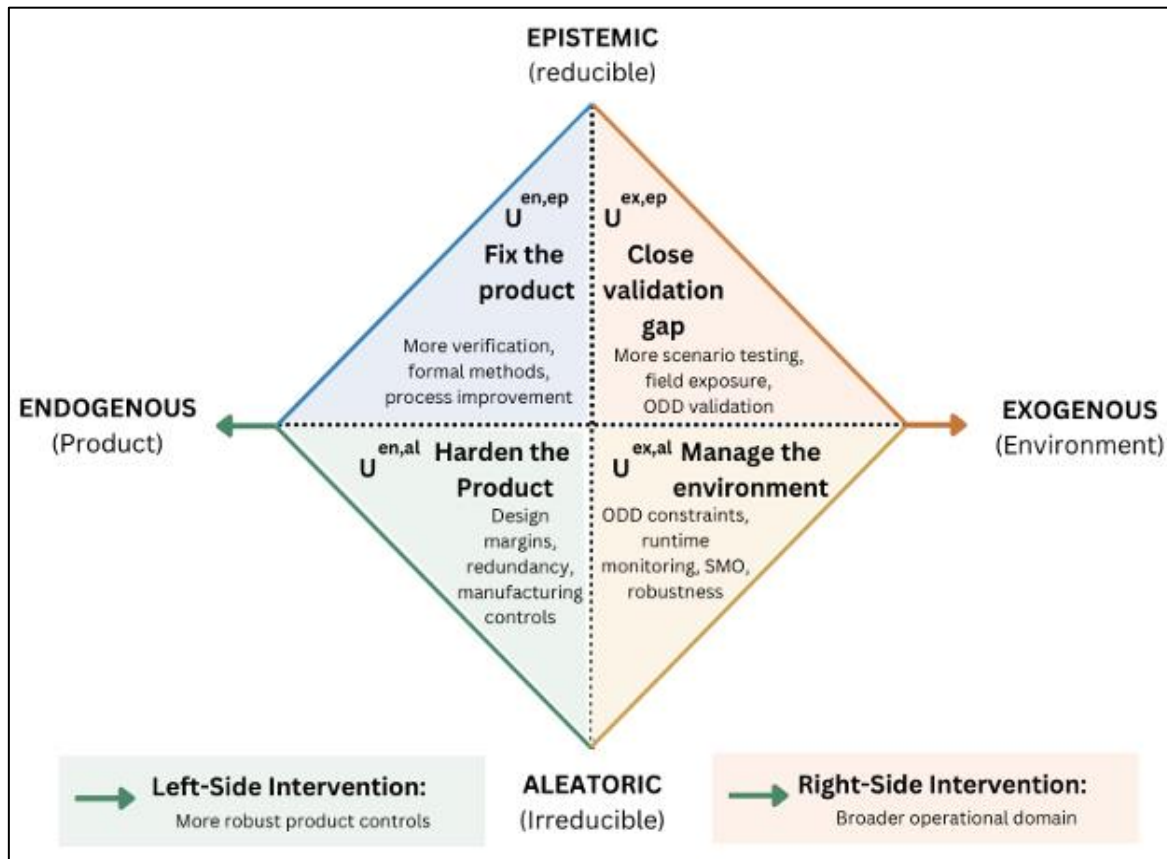 EPISTEMIC
(reducible)
U^en,ep
Fix the
product
More verification,
formal methods,
process improvement
U^ex,ep
Close
validation
gap
More scenario testing,
field exposure,
ODD validation
ENDOGENOUS
(Product)
EXOGENOUS
(Environment)
U^en,al Harden the
Product
Design
margins,
redundancy,
manufacturing
controls
U^ex,al Manage the
environment
ODD constraints,
runtime
monitoring, SMO,
robustness
ALEATORIC
(Irreducible)
Left-Side Intervention:
More robust product controls
Right-Side Intervention:
Broader operational domain